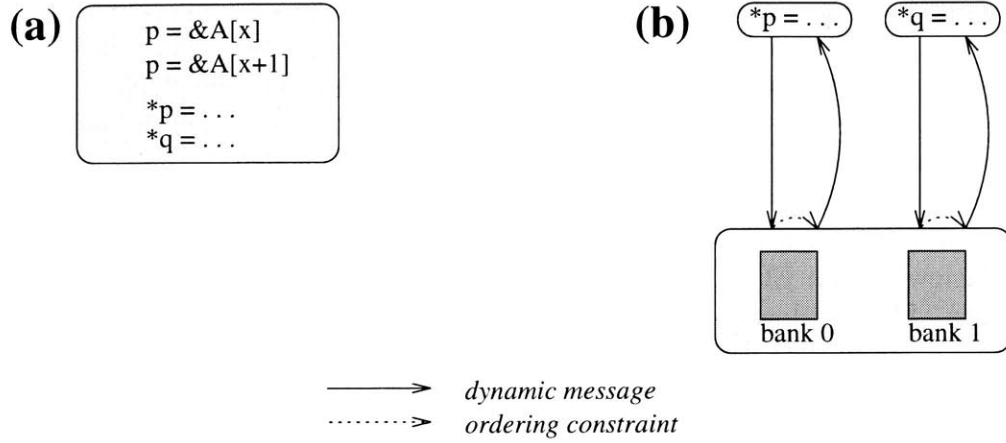 (a)
p = &A[x]
p = &A[x+1]
*p = . . .
*q = . . .
(b)
*p = . . .
*q = . . .
bank 0
bank 1
dynamic message
ordering constraint